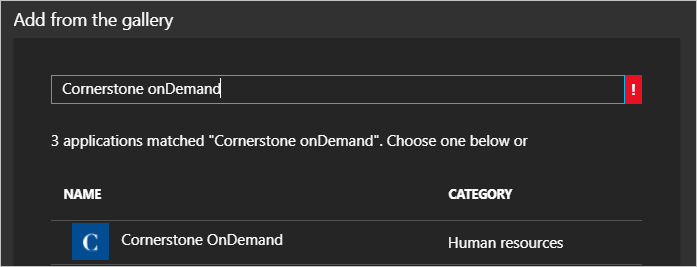 Add from the gallery
Cornerstone onDemand
!
3 applications matched "Cornerstone onDemand". Choose one below or
NAME CATEGORY
C Cornerstone OnDemand Human resources